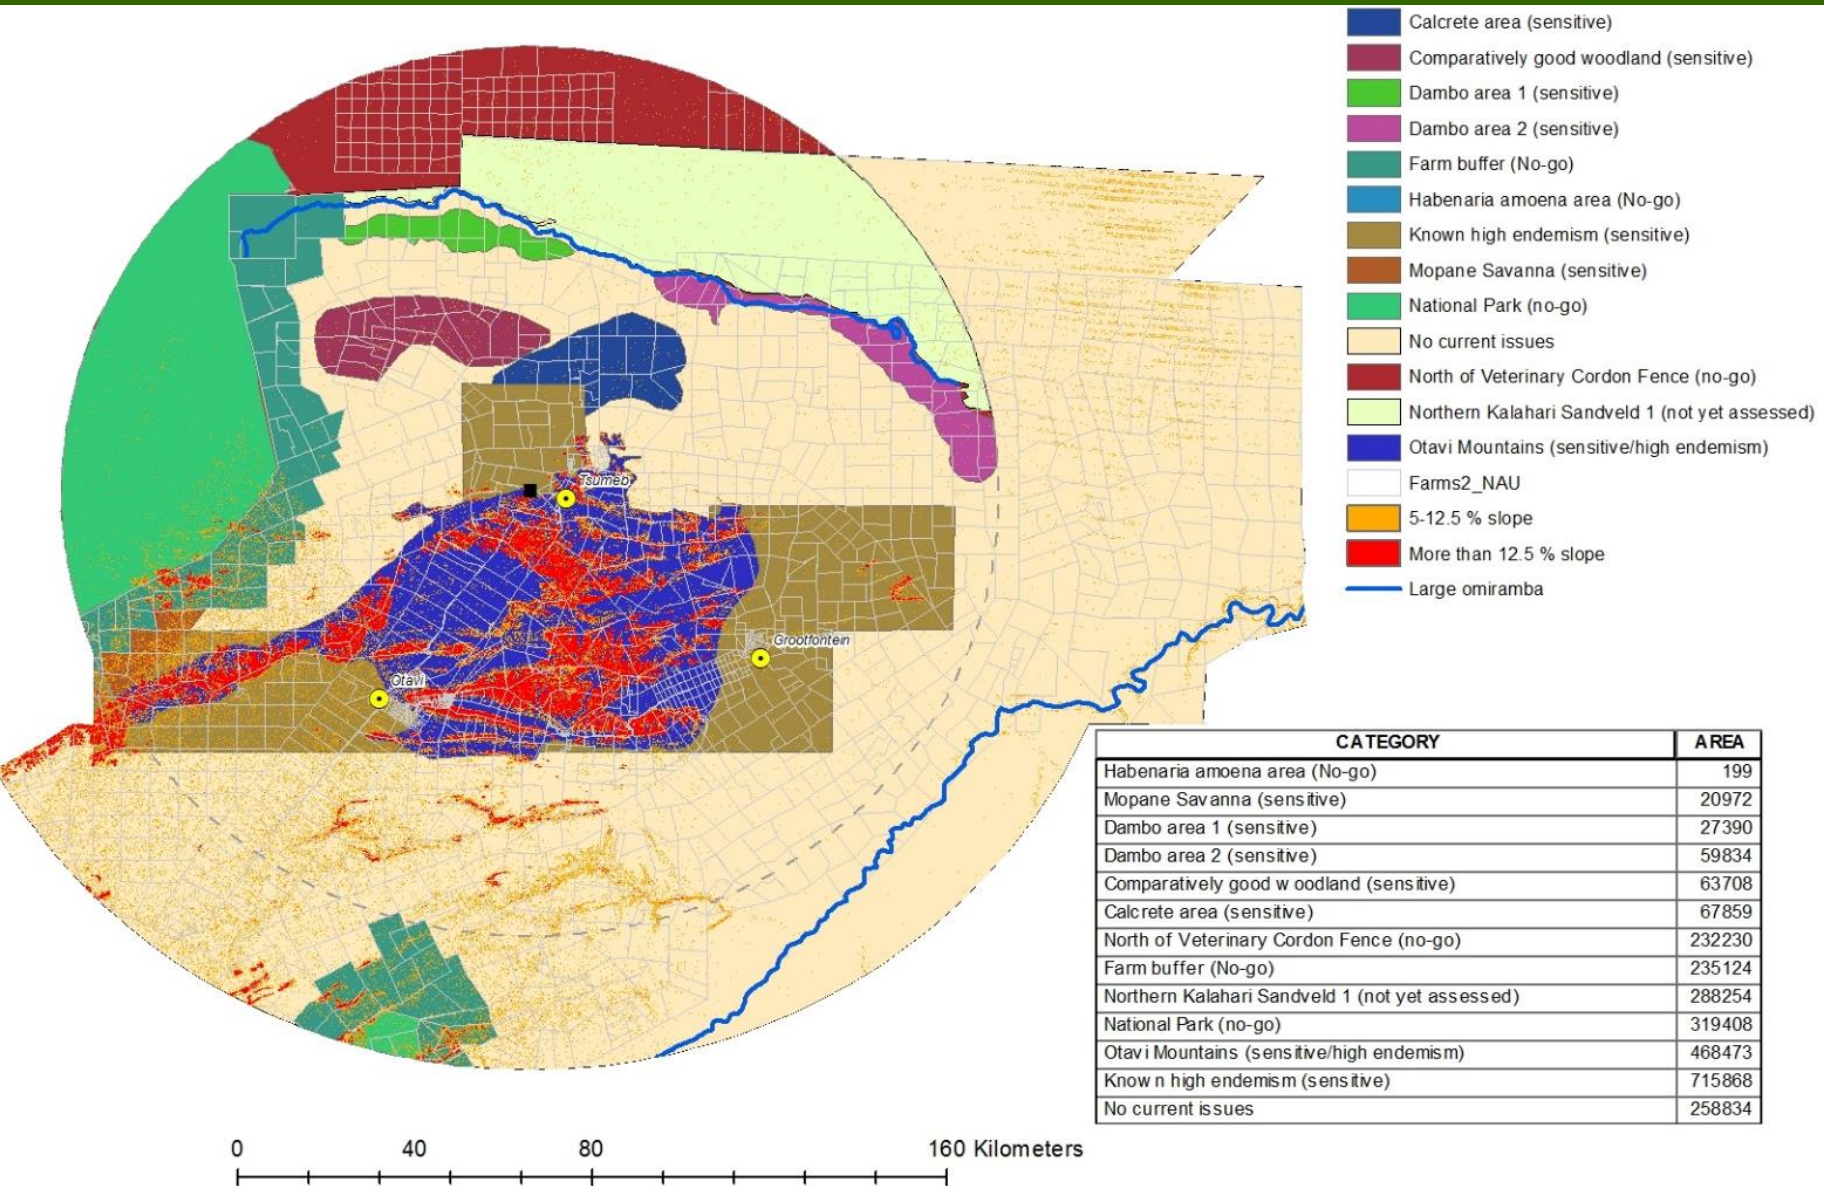 Calcrete area (sensitive)
Comparatively good woodland (sensitive)
Dambo area 1 (sensitive)
Dambo area 2 (sensitive)
Farm buffer (No-go)
Habenaria amoena area (No-go)
Known high endemism (sensitive)
Mopane Savanna (sensitive)
National Park (no-go)
No current issues
North of Veterinary Cordon Fence (no-go)
Northern Kalahari Sandveld 1 (not yet assessed)
Otavi Mountains (sensitive/high endemism)
Farms2_NAU
5-12.5 % slope
More than 12.5 % slope
Large omiramba
Tsumeb
Grootfontein
Otavi
CATEGORY AREA
Habenaria amoena area (No-go) 199
Mopane Savanna (sensitive) 20972
Dambo area 1 (sensitive) 27390
Dambo area 2 (sensitive) 59834
Comparatively good woodland (sensitive) 63708
Calcrete area (sensitive) 67859
North of Veterinary Cordon Fence (no-go) 232230
Farm buffer (No-go) 235124
Northern Kalahari Sandveld 1 (not yet assessed) 288254
National Park (no-go) 319408
Otavi Mountains (sensitive/high endemism) 468473
Known high endemism (sensitive) 715868
No current issues 258834
0 40 80 160 Kilometers